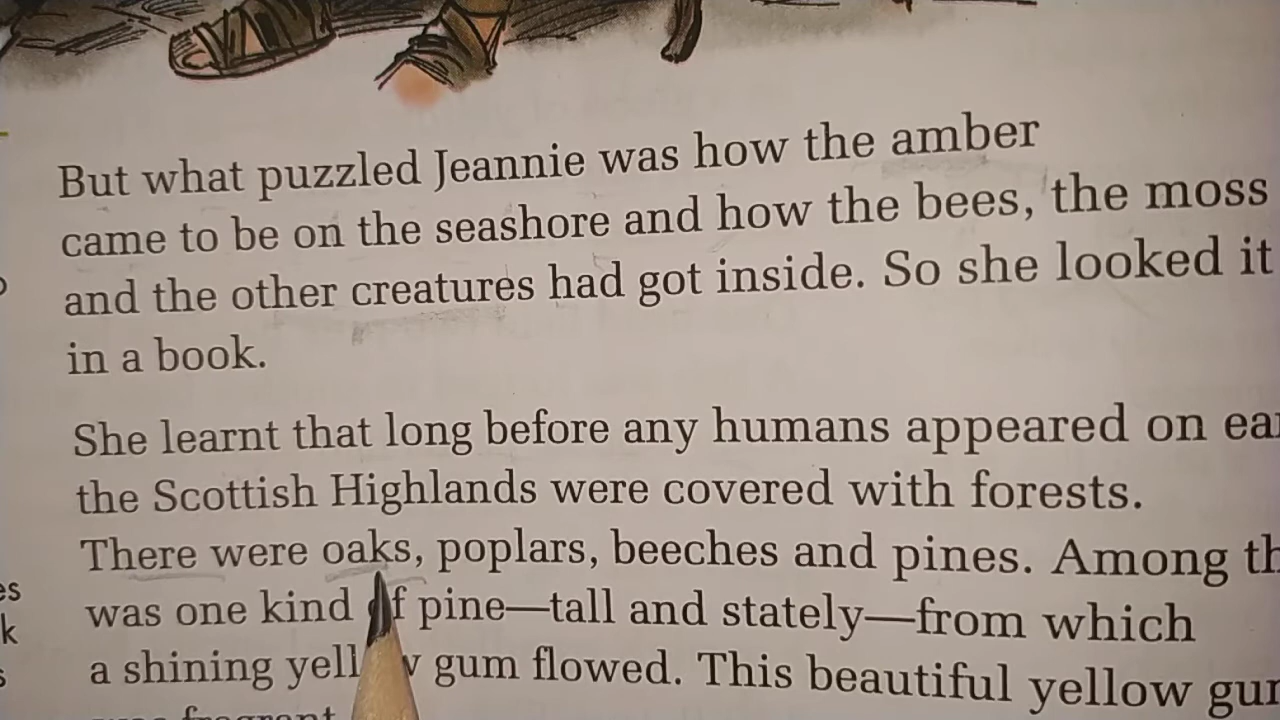 But what puzzled Jeannie was how the amber
came to be on the seashore and how the bees, the moss
and the other creatures had got inside. So she looked it
in a book.
She learnt that long before any humans appeared on
the Scottish Highlands were covered with forests.
There were oaks, poplars, beeches and pines. Among
was one kind of pine—tall and stately—from which
a shining yellow gum flowed. This beautiful yellow